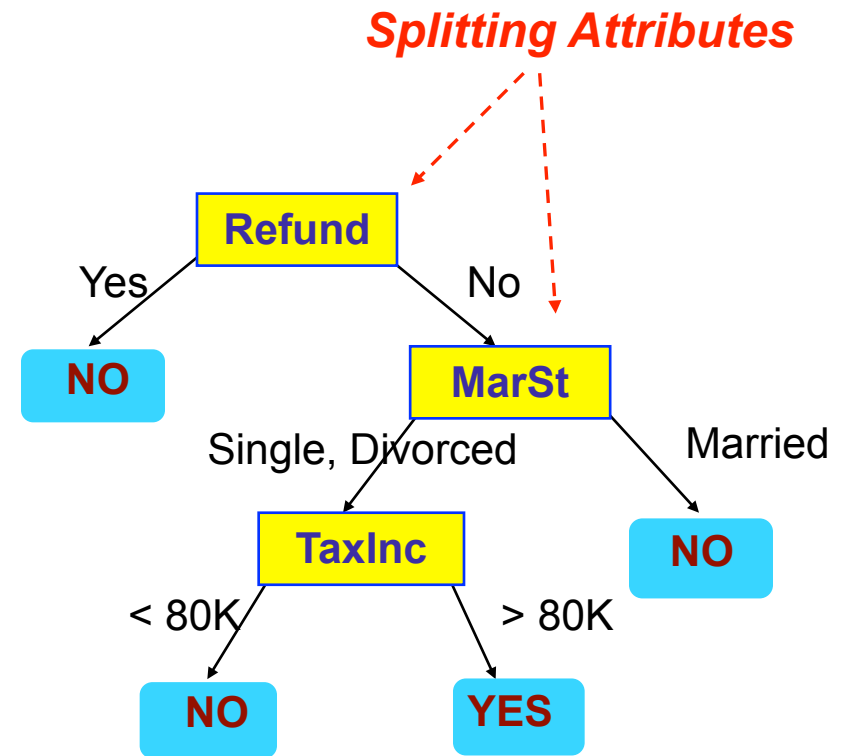 Splitting Attributes
Refund
Yes
No
NO
MarSt
Single, Divorced
Married
TaxInc
NO
< 80K
> 80K
NO
YES